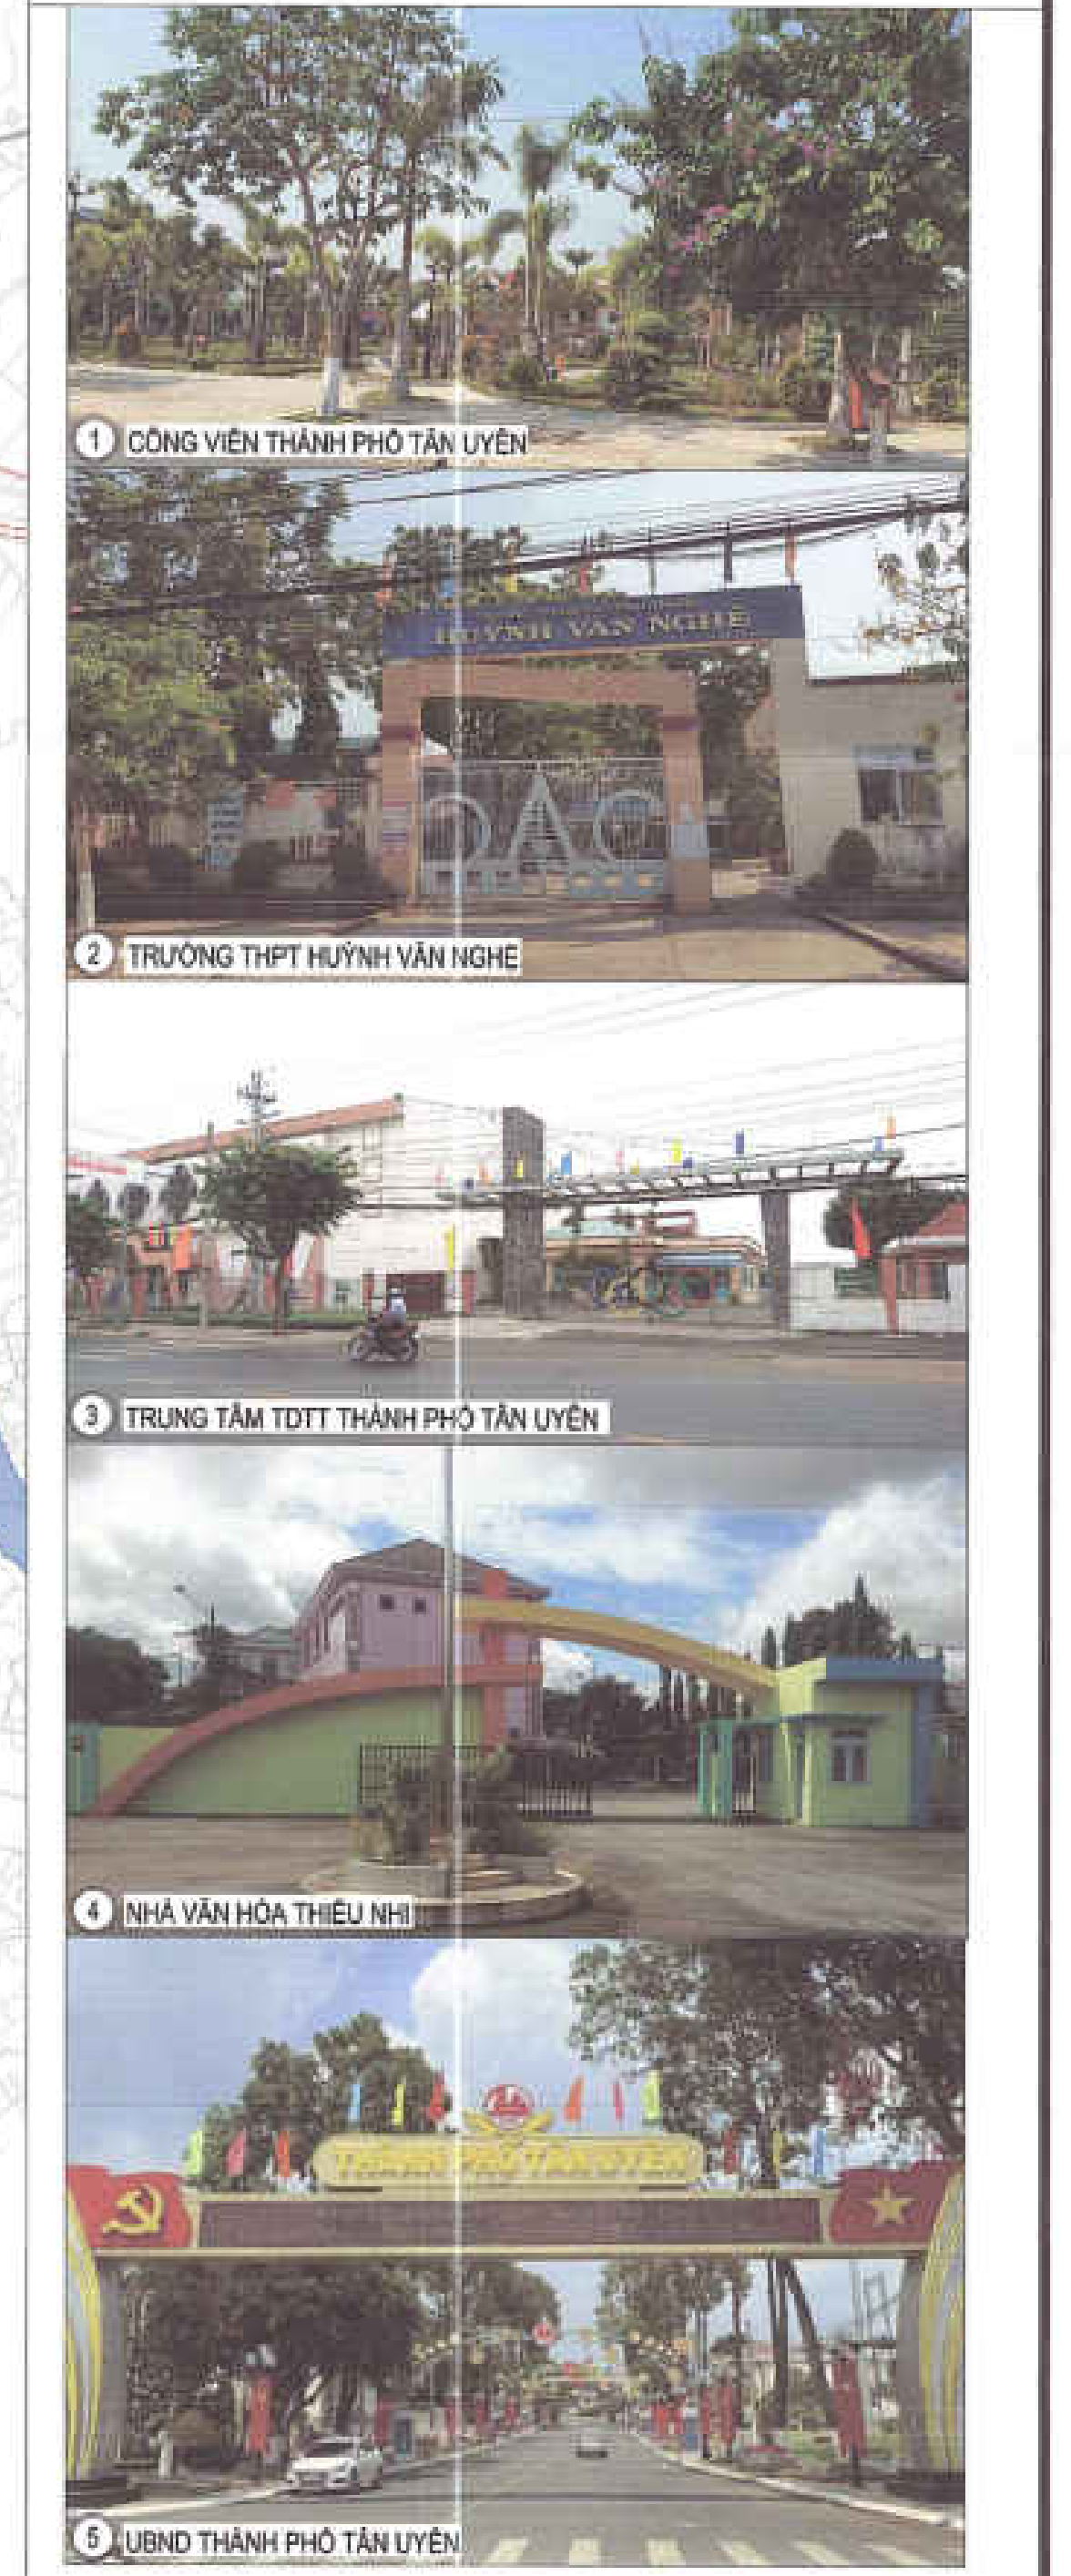 1 CÔNG VIÊN THÀNH PHỐ TÂN UYÊN
HUỲNH VĂN NGHỆ
2 TRƯỜNG THPT HUỲNH VĂN NGHỆ
3 TRUNG TÂM TDTT THÀNH PHỐ TÂN UYÊN
4 NHÀ VĂN HÓA THIẾU NHI
THÀNH PHỐ TÂN UYÊN
5 UBND THÀNH PHỐ TÂN UYÊN